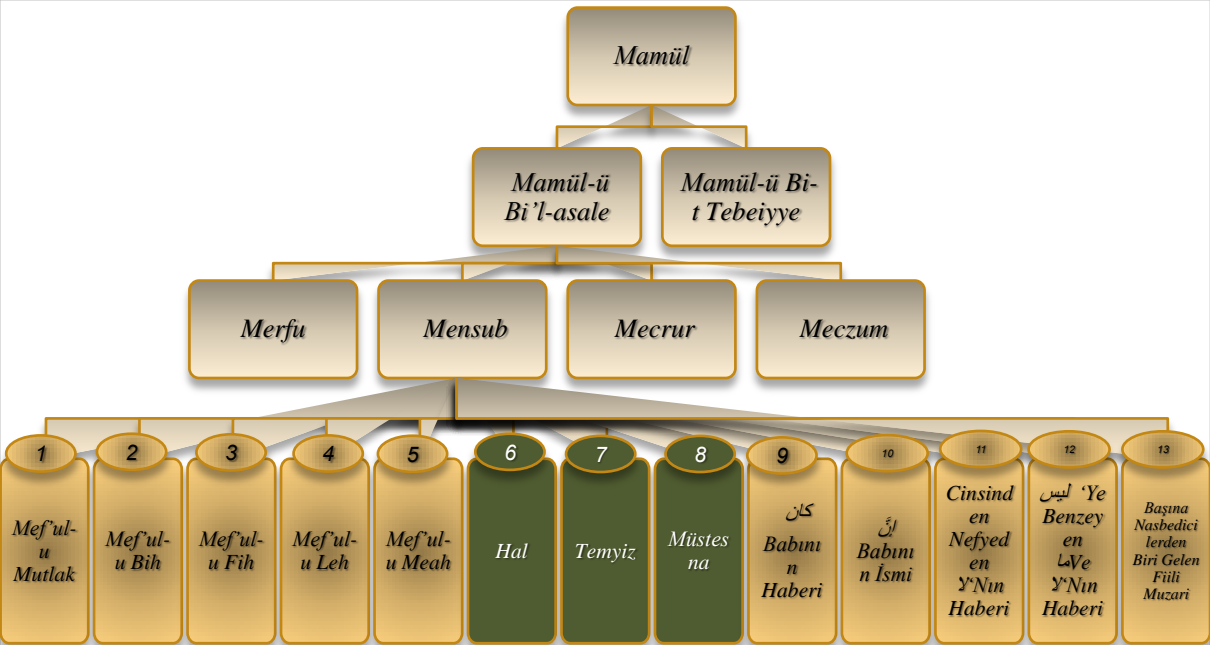 Mamül
Mamül-ü
Bi’l-asale
Mamül-ü Bi-
t Tebeiyye
Merfu
Mensub
Mecrur
Meczum
1
Mef’ul-
u
Mutlak
2
Mef’ul-
u Bih
3
Mef’ul-
u Fih
4
Mef’ul-
u Leh
5
Mef’ul-
u Meah
6
Hal
7
Temyiz
8
Müstes
na
9
كان
Babını
n
Haberi
10
اِنَّ
Babını
n İsmi
11
Cinsind
en
Nefyed
en
لا‘Nın
Haberi
12
ليس ‘Ye
Benzey
en
ماVe
لا‘Nın
Haberi
13
Başına
Nasbedici
lerden
Biri Gelen
Fiili
Muzari